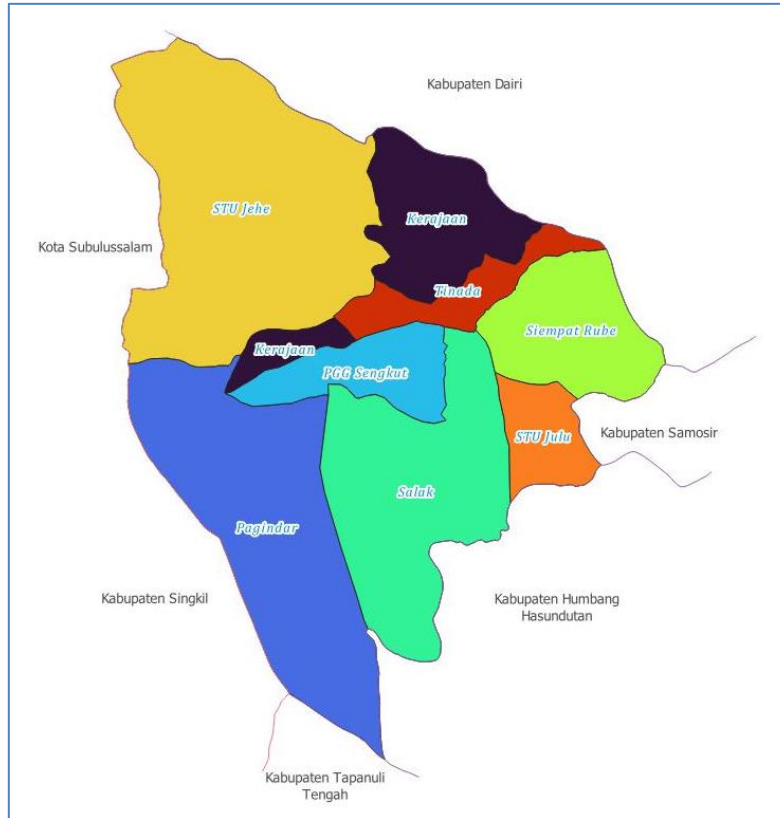 Kabupaten Dairi
STU Jehe
Kerajaan
Kota Subulussalam
Tinada
Siempat Rube
Kerajaan
PGG Sengkut
STU Julu
Kabupaten Samosir
Salak
Pagindar
Kabupaten Singkil
Kabupaten Humbang
Hasundutan
Kabupaten Tapanuli
Tengah